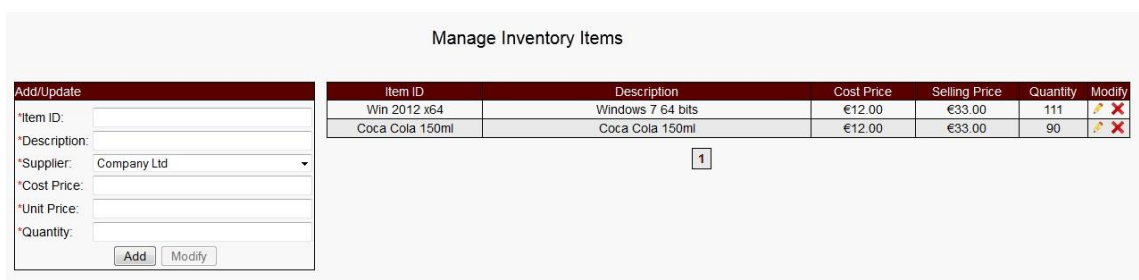 Manage Inventory Items
Add/Update
*Item ID:
*Description:
*Supplier: Company Ltd
*Cost Price:
*Unit Price:
*Quantity:
Add Modify
Item ID Description Cost Price Selling Price Quantity Modify
Win 2012 x64 Windows 7 64 bits €12.00 €33.00 111
Coca Cola 150ml Coca Cola 150ml €12.00 €33.00 90
1